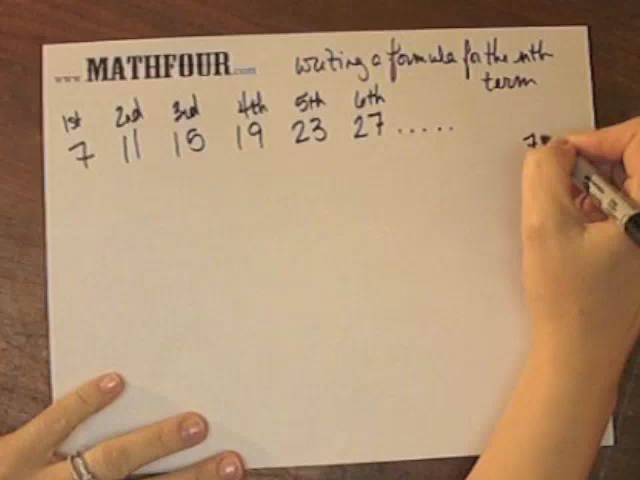 www.MATHFOUR.com
writing a formula for the nth
term
1st 2nd 3rd 4th 5th 6th
7 11 15 19 23 27 .....